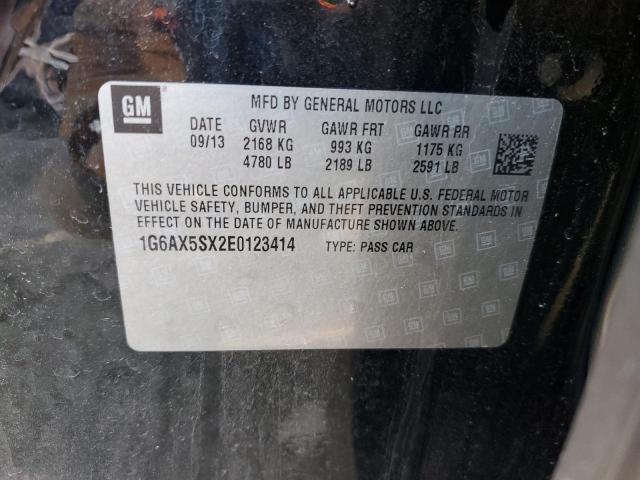 GM
MFD BY GENERAL MOTORS LLC
DATE GVWR GAWR FRT GAWR RR
09/13 2168 KG 993 KG 1175 KG
4780 LB 2189 LB 2591 LB
THIS VEHICLE CONFORMS TO ALL APPLICABLE U.S. FEDERAL MOTOR
VEHICLE SAFETY, BUMPER, AND THEFT PREVENTION STANDARDS IN
EFFECT ON THE DATE OF MANUFACTURE SHOWN ABOVE.
1G6AX5SX2E0123414 TYPE: PASS CAR